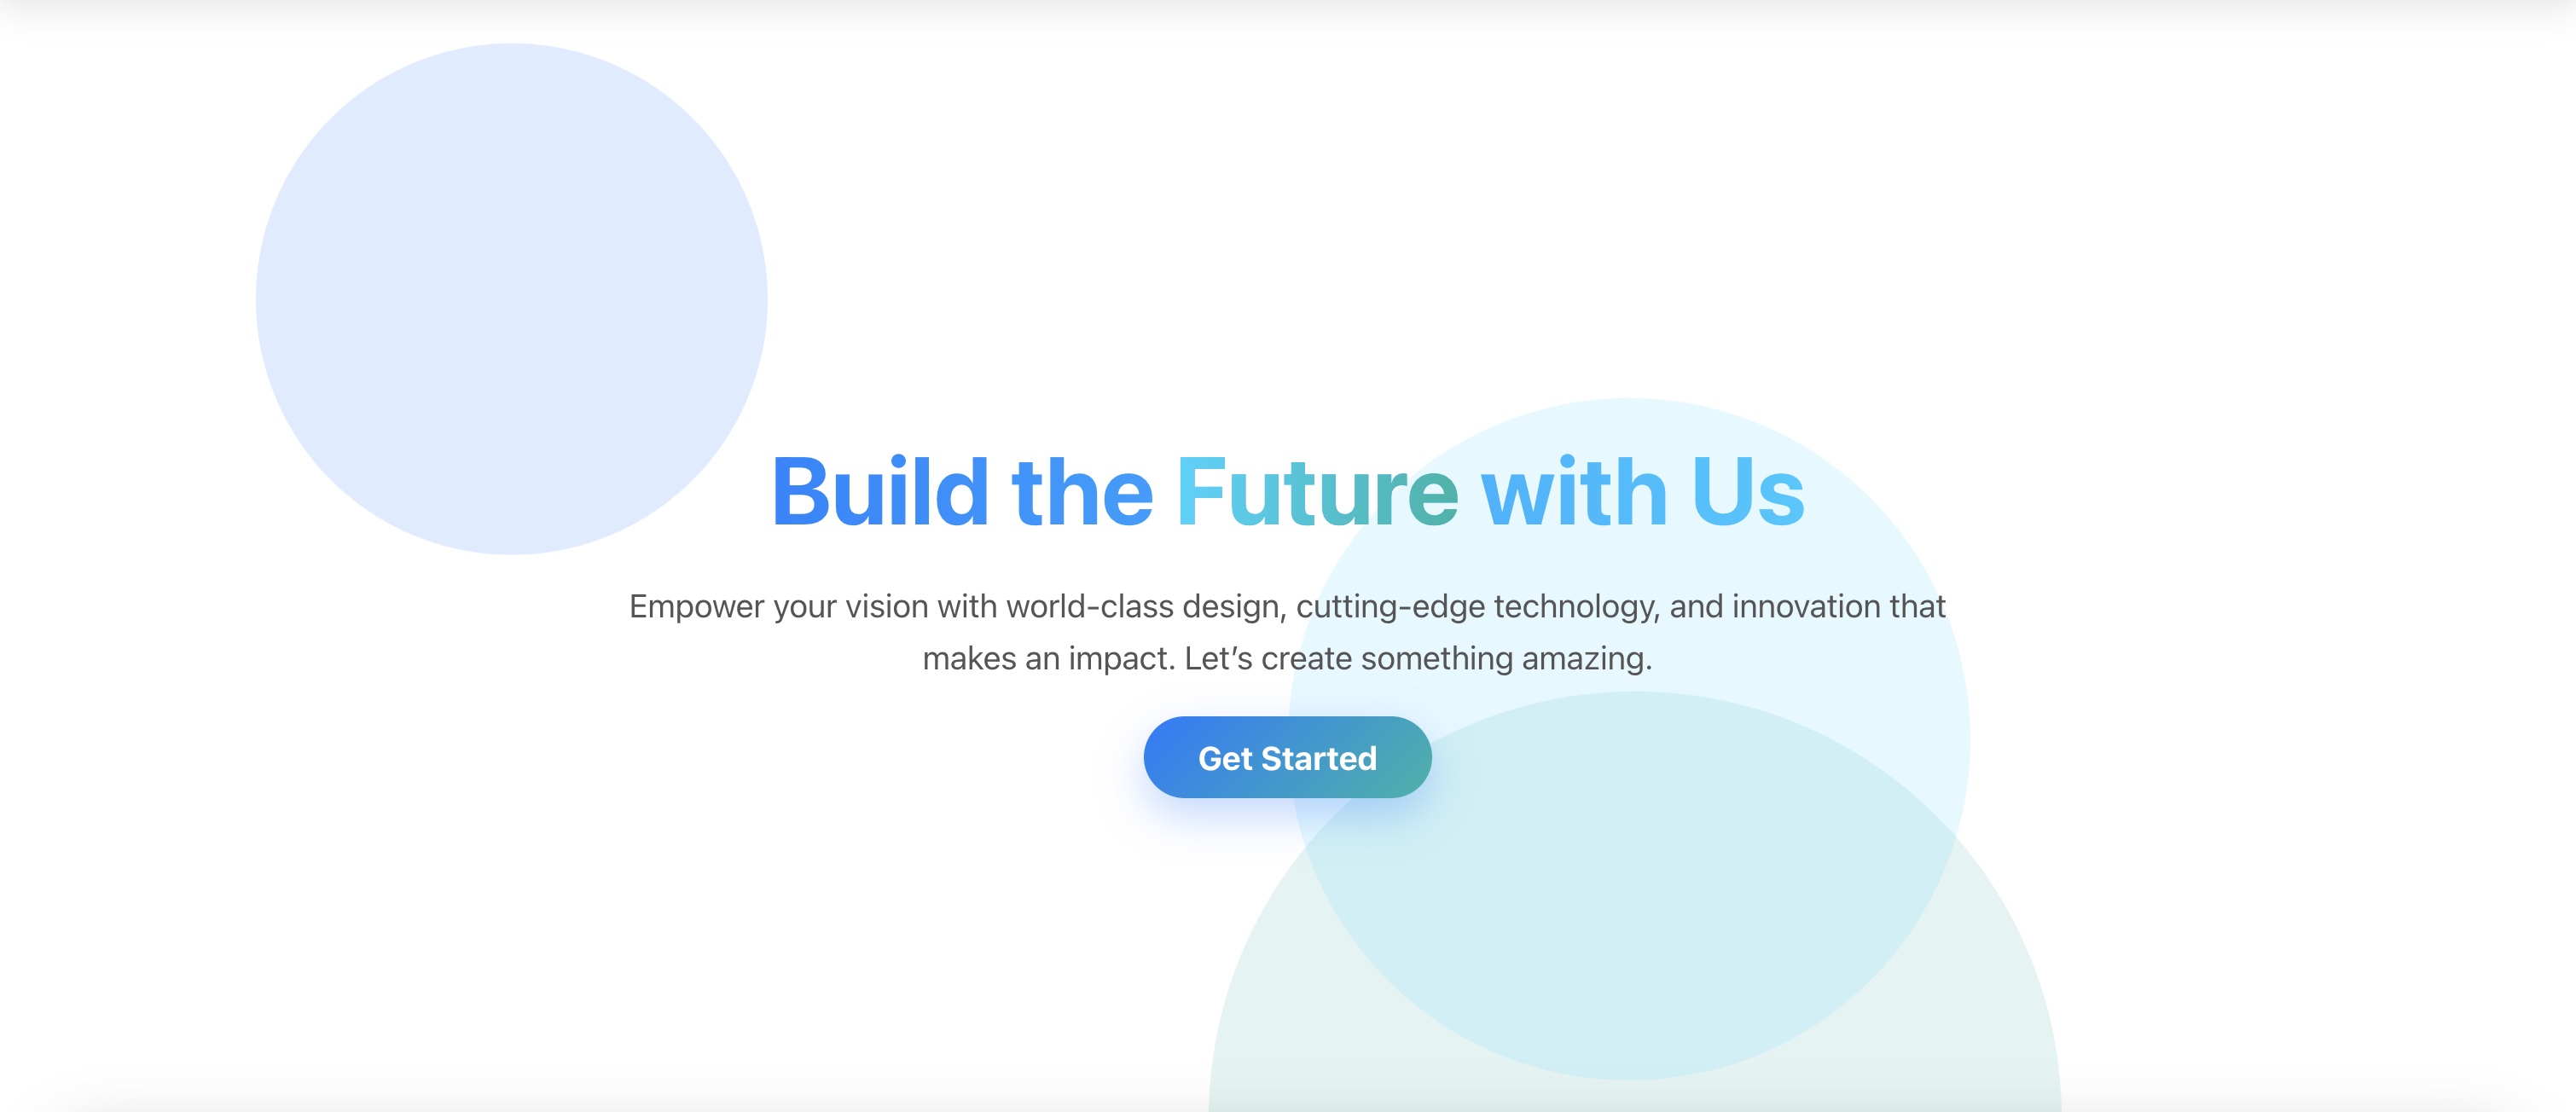 Build the Future with Us
Empower your vision with world-class design, cutting-edge technology, and innovation that
makes an impact. Let’s create something amazing.
Get Started